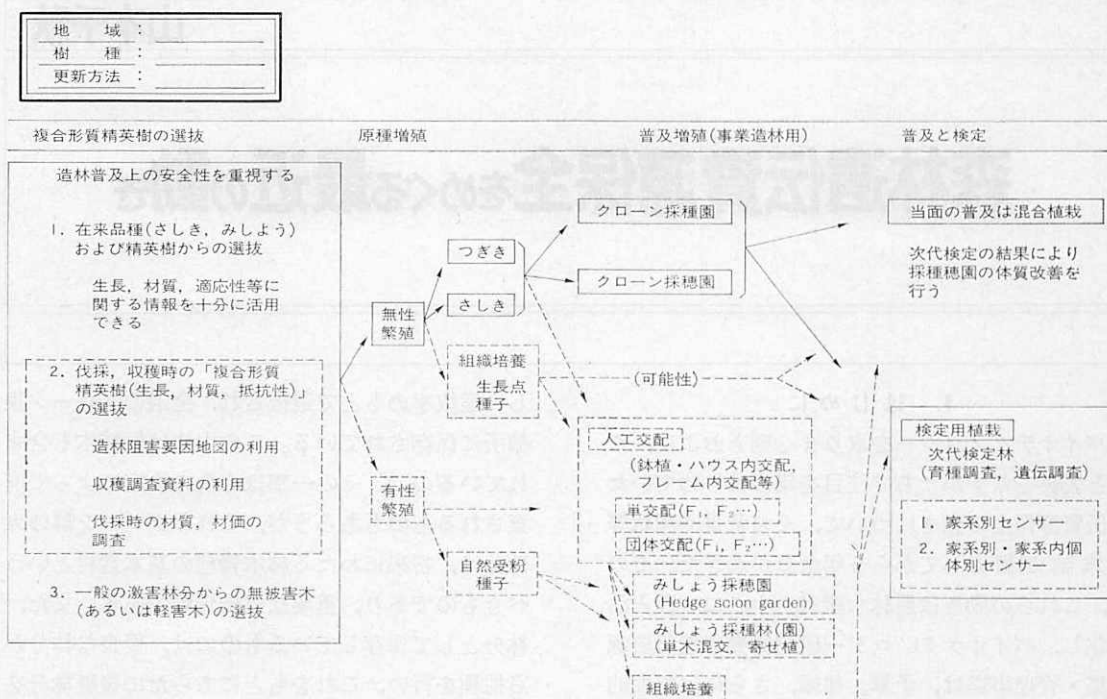 地　域：
樹　種：
更新方法：
複合形質精英樹の選抜
原種増殖
普及増殖(事業造林用)
普及と検定
造林普及上の安全性を重視する
1．在来品種(さしき，みしよう)
および精英樹からの選抜
生長，材質，適応性等に
関する情報を十分に活用
できる
2．伐採，収穫時の「複合形質
精英樹(生長，材質，抵抗性)」
の選抜
造林阻害要因地図の利用
収穫調査資料の利用
伐採時の材質，材価の
調査
3．一般の激害林分からの無被害木
(あるいは軽害木)の選抜
無性
繁殖
有性
繁殖
つぎき
さしき
組織培養
生長点
種子
自然受粉
種子
クローン採種園
クローン採穂園
(可能性)
人工交配
(鉢植・ハウス内交配，
フレーム内交配等)
単交配(F₁，F₂…)
団体交配(F₁，F₂…)
みしょう採穂園
(Hedge scion garden)
みしょう採種林(園)
(単木混交，寄せ植)
組織培養
当面の普及は混合植栽
次代検定の結果により
採種穂園の体質改善を
行う
検定用植栽
次代検定林
(育種調査，遺伝調査)
1．家系別センサー
2．家系別・家系内個
体別センサー